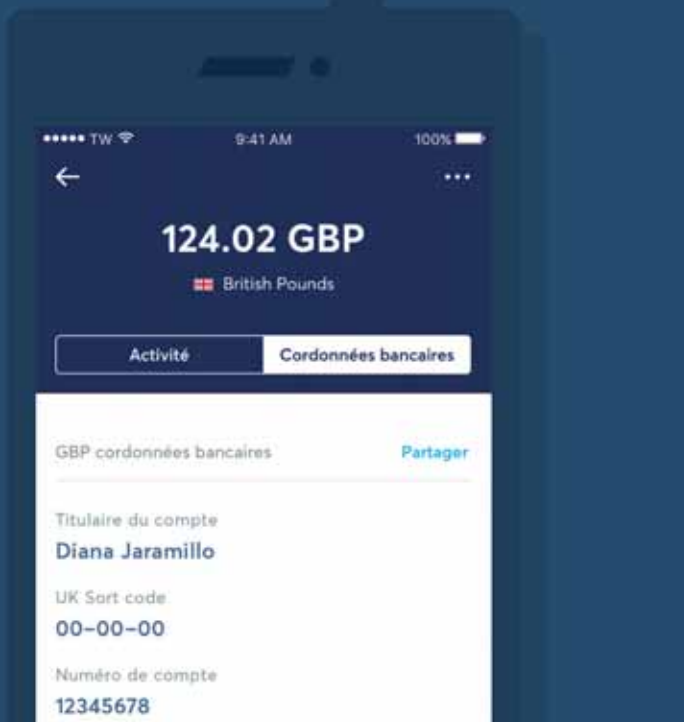 TW 9:41 AM 100%
124.02 GBP
British Pounds
Activité Cordonnées bancaires
GBP cordonnées bancaires Partager
Titulaire du compte
Diana Jaramillo
UK Sort code
00-00-00
Numéro de compte
12345678